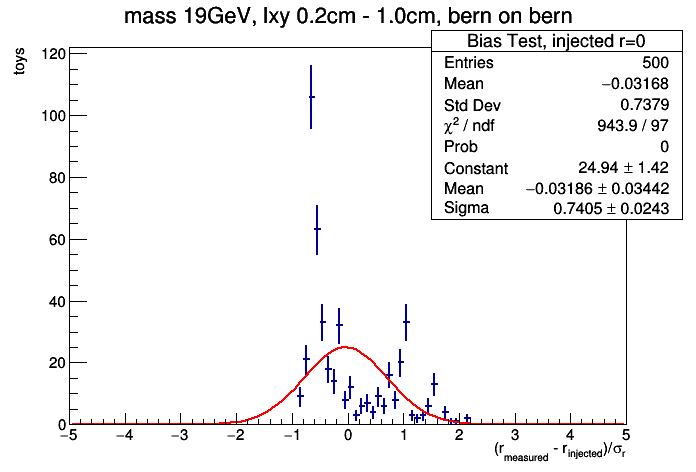 mass 19GeV, lxy 0.2cm - 1.0cm, bern on bern
toys
Bias Test, injected r=0
Entries 500
Mean −0.03168
Std Dev 0.7379
χ² / ndf 943.9 / 97
Prob 0
Constant 24.94 ± 1.42
Mean −0.03186 ± 0.03442
Sigma 0.7405 ± 0.0243
120
100
80
60
40
20
0
−5 −4 −3 −2 −1 0 1 2 3 4 5
(r_measured - r_injected)/σ_r